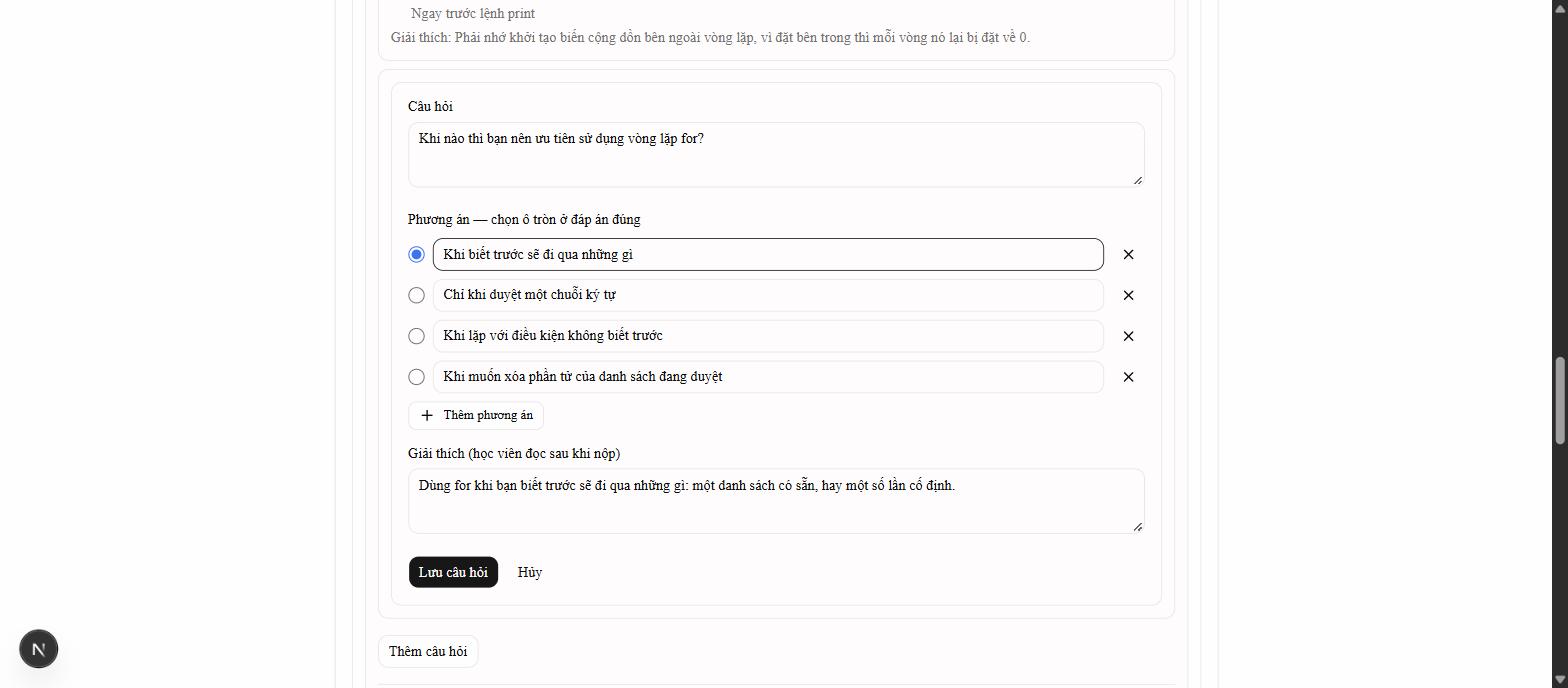 Ngay trước lệnh print
Giải thích: Phải nhớ khởi tạo biến cộng dồn bên ngoài vòng lặp, vì đặt bên trong thì mỗi vòng nó lại bị đặt về 0.
Câu hỏi
Khi nào thì bạn nên ưu tiên sử dụng vòng lặp for?
Phương án — chọn ô tròn ở đáp án đúng
Khi biết trước sẽ đi qua những gì
Chỉ khi duyệt một chuỗi ký tự
Khi lặp với điều kiện không biết trước
Khi muốn xóa phần tử của danh sách đang duyệt
Thêm phương án
Giải thích (học viên đọc sau khi nộp)
Dùng for khi bạn biết trước sẽ đi qua những gì: một danh sách có sẵn, hay một số lần cố định.
Lưu câu hỏi Hủy
N
Thêm câu hỏi